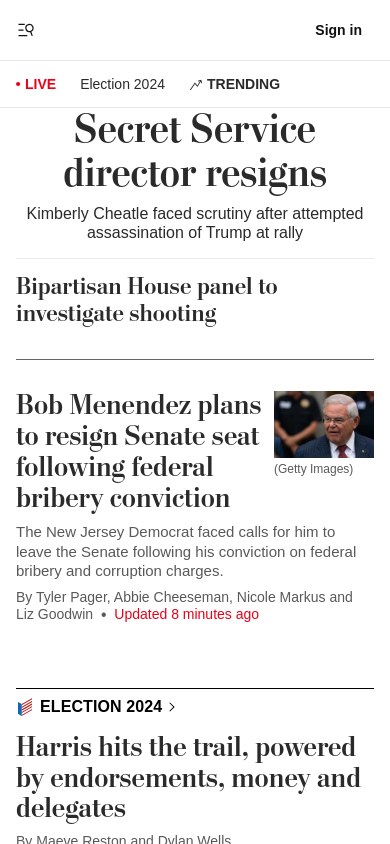 Sign in
LIVE
Election 2024
TRENDING
Secret Service
director resigns
Kimberly Cheatle faced scrutiny after attempted
assassination of Trump at rally
Bipartisan House panel to
investigate shooting
Bob Menendez plans
to resign Senate seat
following federal
bribery conviction
(Getty Images)
The New Jersey Democrat faced calls for him to
leave the Senate following his conviction on federal
bribery and corruption charges.
By Tyler Pager, Abbie Cheeseman, Nicole Markus and
Liz Goodwin • Updated 8 minutes ago
ELECTION 2024
Harris hits the trail, powered
by endorsements, money and
delegates
By Maeve Reston and Dylan Wells